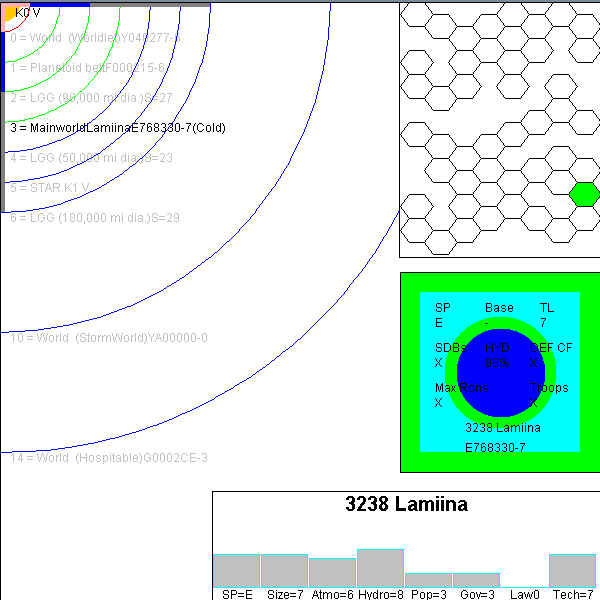 K0 V
0 = World (Worldlet)Y040277-5
1 = Planetoid beltF000215-6
2 = LGG (90,000 mi dia.)S=27
3 = MainworldLamiinaE768330-7(Cold)
4 = LGG (50,000 mi dia.)S=23
5 = STAR K1 V
6 = LGG (180,000 mi dia.)S=29
10 = World (StormWorld)YA00000-0
14 = World (Hospitable)G0002CE-3
SP Base TL
E - 7
SDBs HYD DEF CF
X 80% X
Max Pops Troops
X X
3238 Lamiina
E768330-7
3238 Lamiina
SP=E Size=7 Atmo=6 Hydro=8 Pop=3 Gov=3 Law0 Tech=7